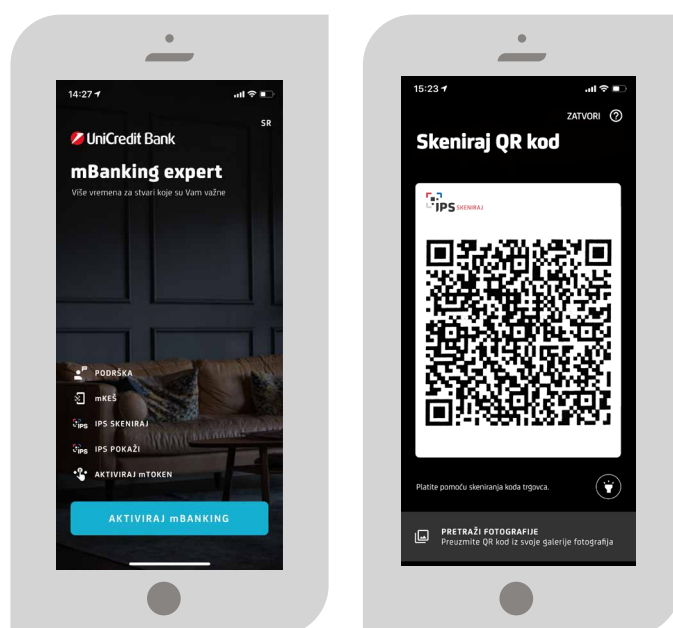 14:27
SR
UniCredit Bank
mBanking expert
Više vremena za stvari koje su Vam važne
PODRŠKA
mKEŠ
IPS IPS SKENIRAJ
IPS IPS POKAŽI
AKTIVIRAJ mTOKEN
AKTIVIRAJ mBANKING
15:23
ZATVORI ?
Skeniraj QR kod
IPS SKENIRAJ
Platite pomoću skeniranja koda trgovca.
PRETRAŽI FOTOGRAFIJE
Preuzmite QR kod iz svoje galerije fotografija